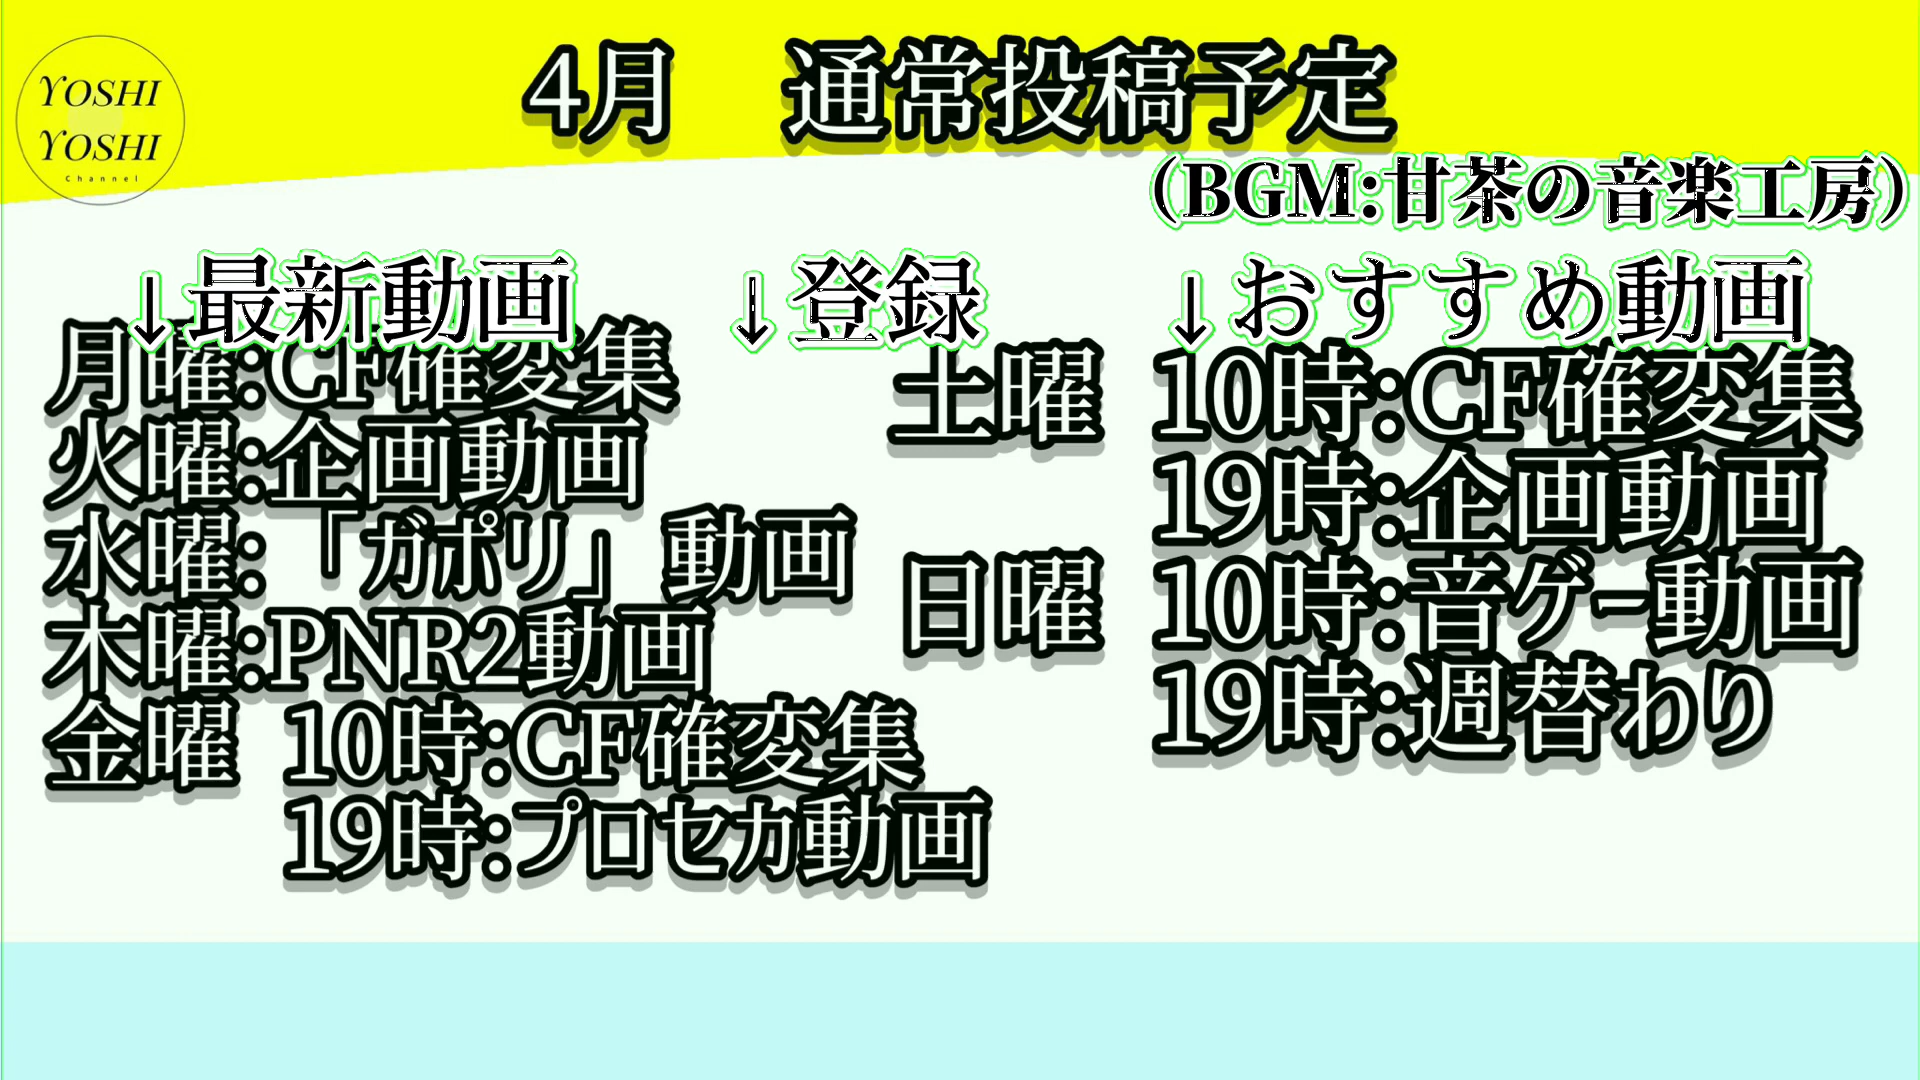 YOSHI
YOSHI
Channel
4月　通常投稿予定
（BGM:甘茶の音楽工房）
↓最新動画
↓登録
↓おすすめ動画
月曜:CF確変集
火曜:企画動画
水曜:「ガポリ」動画
木曜:PNR2動画
金曜 10時:CF確変集
19時:プロセカ動画
土曜 10時:CF確変集
19時:企画動画
日曜 10時:音ゲー動画
19時:週替わり